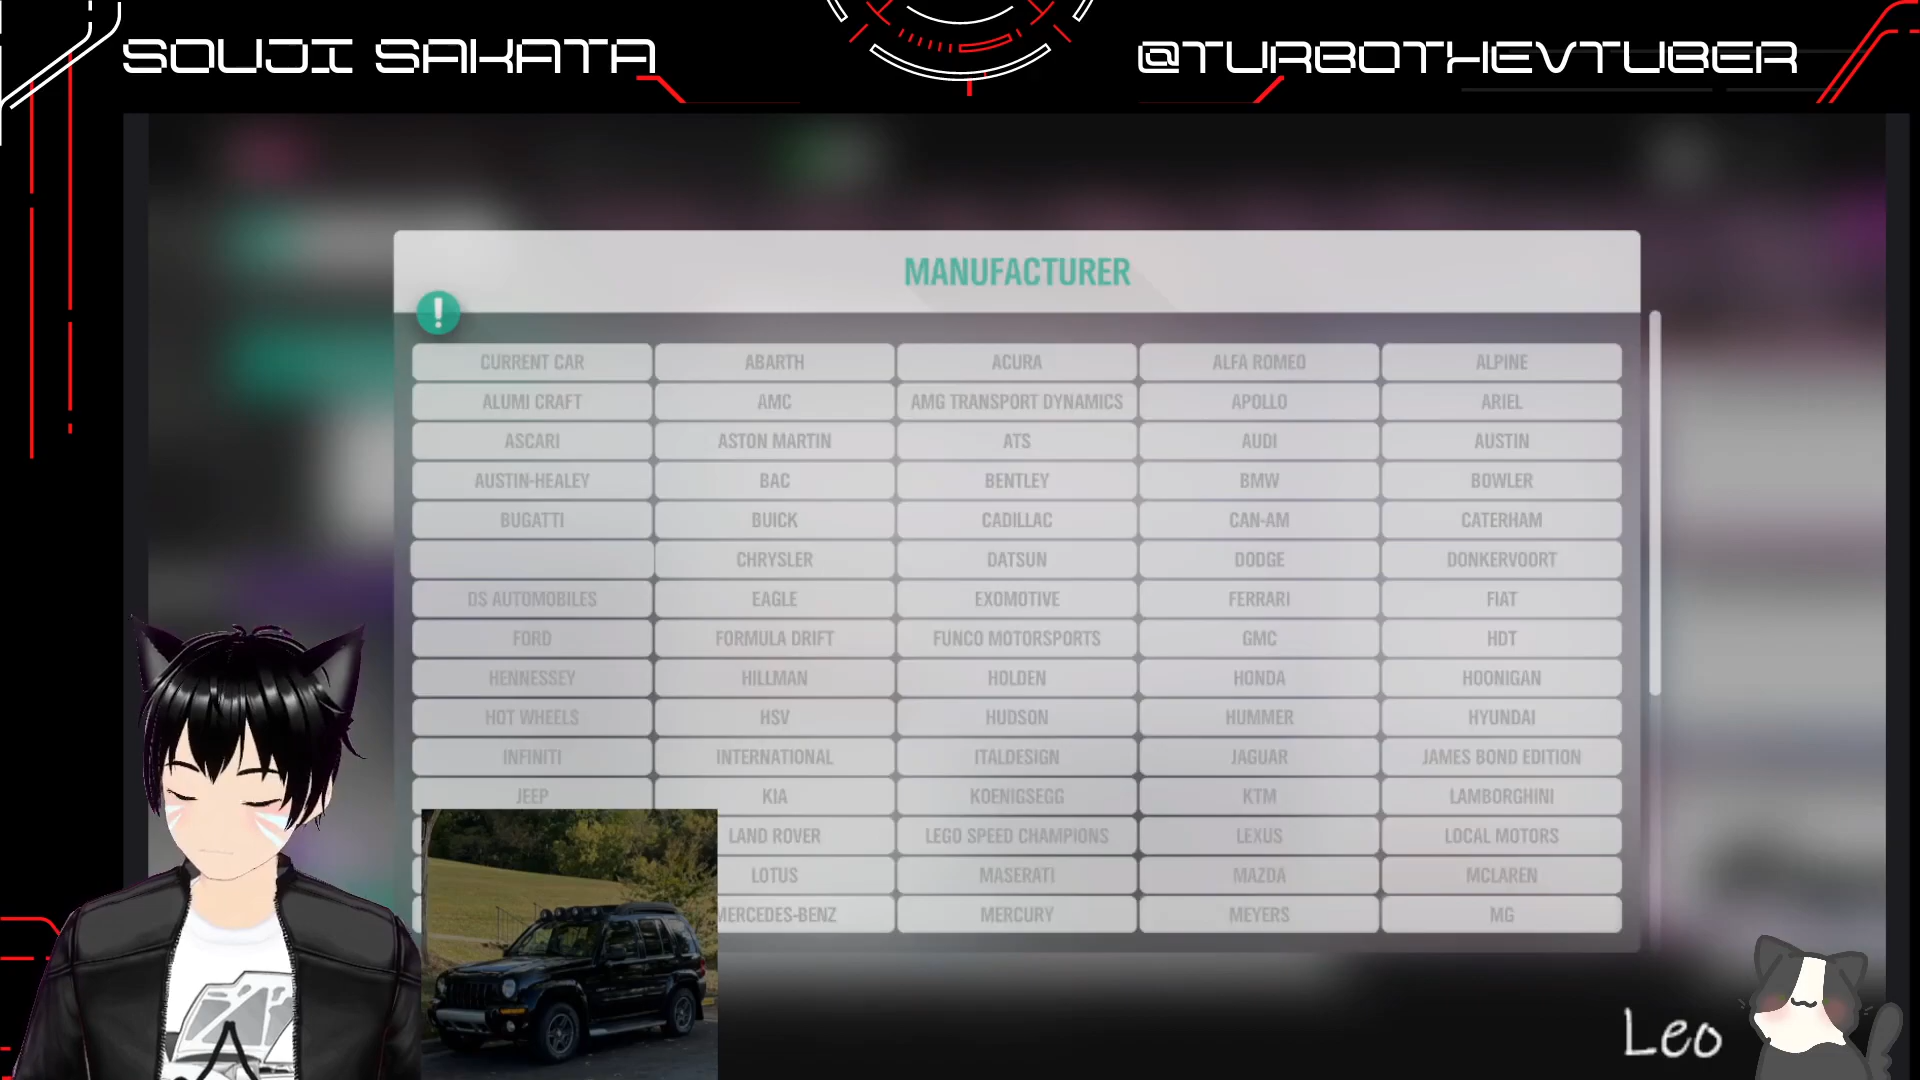 SOUJI SAKATA @TURBOTHEVTUBER
MANUFACTURER
!
CURRENT CAR ABARTH ACURA ALFA ROMEO ALPINE
ALUMI CRAFT AMC AMG TRANSPORT DYNAMICS APOLLO ARIEL
ASCARI ASTON MARTIN ATS AUDI AUSTIN
AUSTIN-HEALEY BAC BENTLEY BMW BOWLER
BUGATTI BUICK CADILLAC CAN-AM CATERHAM
CHRYSLER DATSUN DODGE DONKERVOORT
DS AUTOMOBILES EAGLE EXOMOTIVE FERRARI FIAT
FORD FORMULA DRIFT FUNCO MOTORSPORTS GMC HDT
HENNESSEY HILLMAN HOLDEN HONDA HOONIGAN
HOT WHEELS HSV HUDSON HUMMER HYUNDAI
INFINITI INTERNATIONAL ITALDESIGN JAGUAR JAMES BOND EDITION
JEEP KIA KOENIGSEGG KTM LAMBORGHINI
LAND ROVER LEGO SPEED CHAMPIONS LEXUS LOCAL MOTORS
LOTUS MASERATI MAZDA MCLAREN
MERCEDES-BENZ MERCURY MEYERS MG
Leo